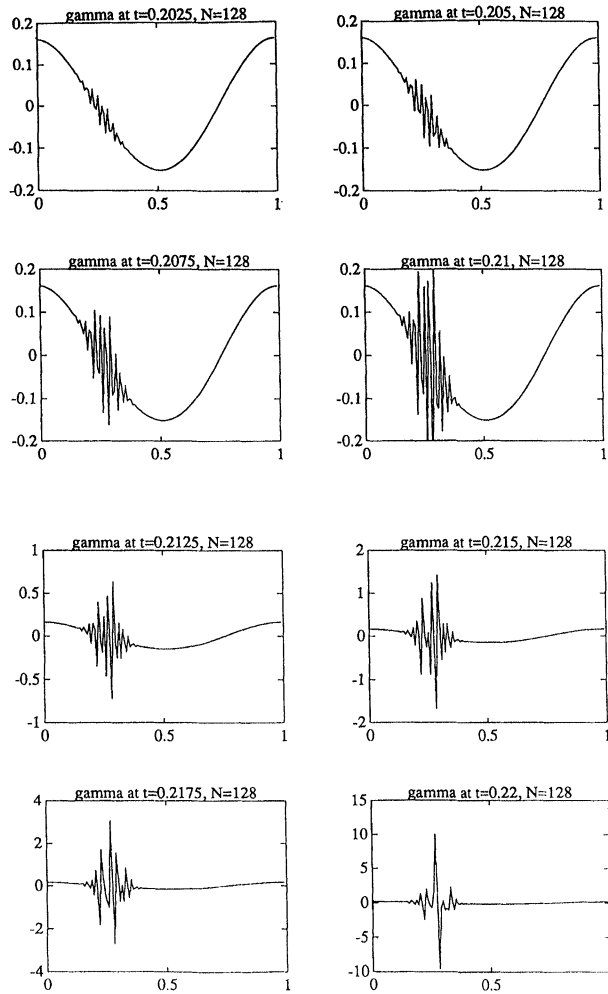 gamma at t=0.2025, N=128
0.2
0.1
0
-0.1
-0.2
0 0.5 1
gamma at t=0.205, N=128
0.2
0.1
0
-0.1
-0.2
0 0.5 1
gamma at t=0.2075, N=128
0.2
0.1
0
-0.1
-0.2
0 0.5 1
gamma at t=0.21, N=128
0.2
0.1
0
-0.1
-0.2
0 0.5 1
gamma at t=0.2125, N=128
1
0.5
0
-0.5
-1
0 0.5 1
gamma at t=0.215, N=128
2
1
0
-1
-2
0 0.5 1
gamma at t=0.2175, N=128
4
2
0
-2
-4
0 0.5 1
gamma at t=0.22, N=128
15
10
5
0
-5
-10
0 0.5 1